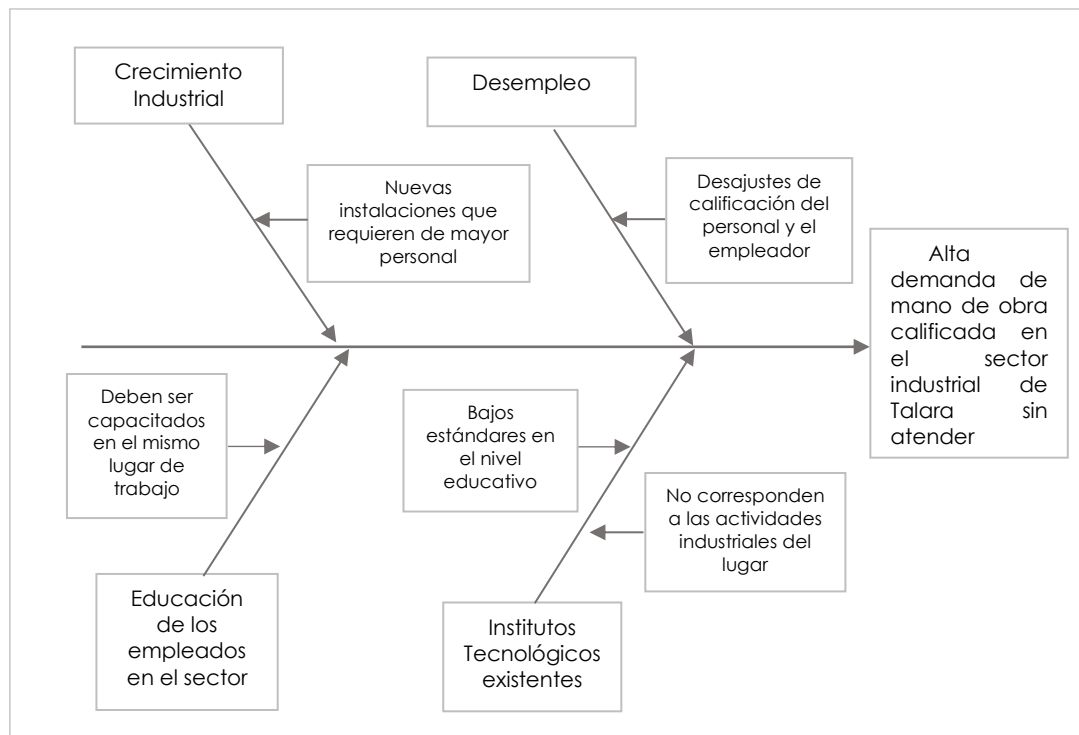 Crecimiento
Industrial
Desempleo
Nuevas
instalaciones que
requieren de mayor
personal
Desajustes de
calificación del
personal y el
empleador
Alta
demanda de
mano de obra
calificada en
el sector
industrial de
Talara sin
atender
Deben ser
capacitados
en el mismo
lugar de
trabajo
Bajos
estándares en
el nivel
educativo
No corresponden
a las actividades
industriales del
lugar
Educación
de los
empleados
en el sector
Institutos
Tecnológicos
existentes